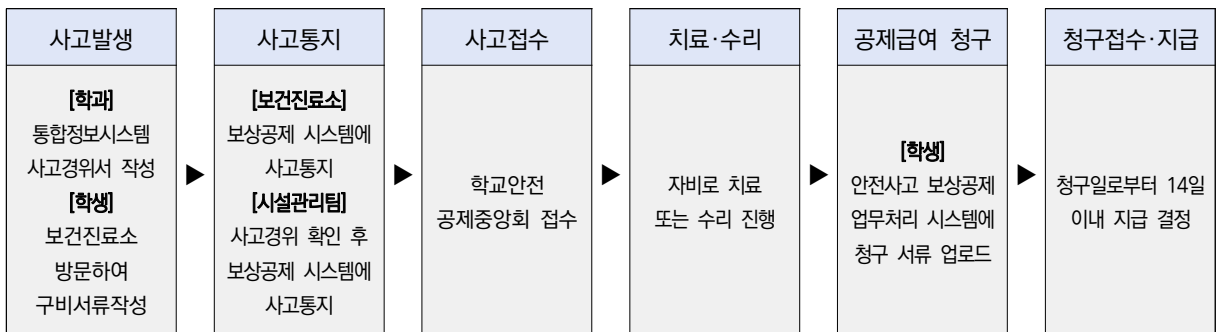 사고발생
[학과]
통합정보시스템
사고경위서 작성
[학생]
보건진료소
방문하여
구비서류작성
▶
사고통지
[보건진료소]
보상공제 시스템에
사고통지
[시설관리팀]
사고경위 확인 후
보상공제 시스템에
사고통지
▶
사고접수
학교안전
공제중앙회 접수
▶
치료·수리
자비로 치료
또는 수리 진행
▶
공제급여 청구
[학생]
안전사고 보상공제
업무처리 시스템에
청구 서류 업로드
▶
청구접수·지급
청구일로부터 14일
이내 지급 결정